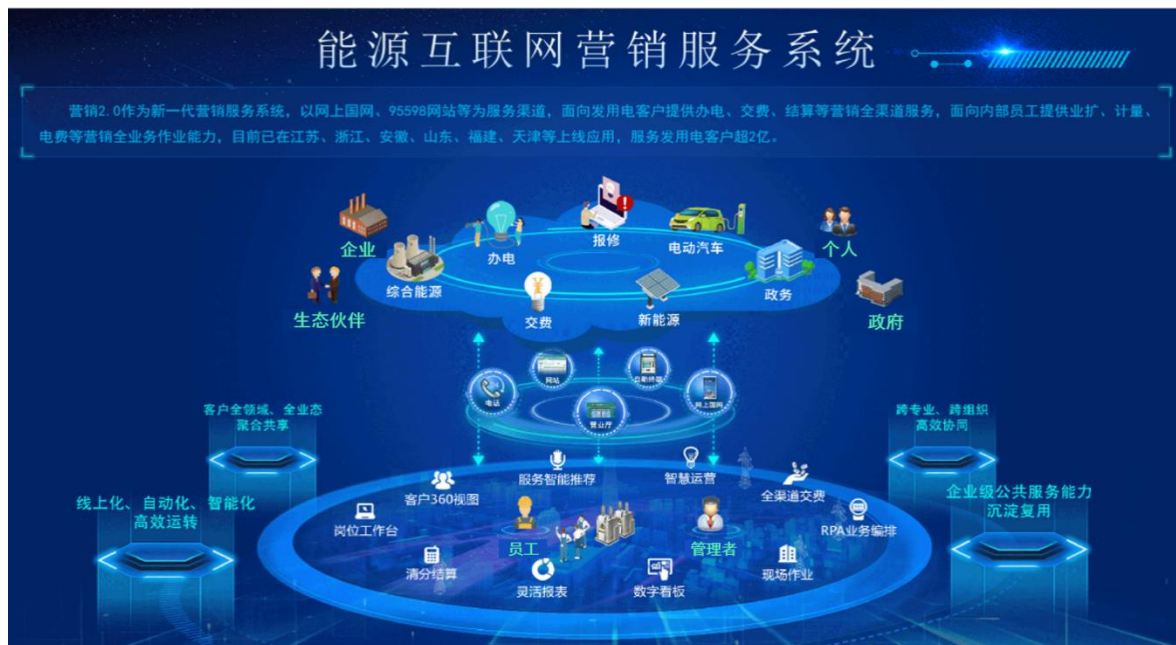 能源互联网营销服务系统
营销2.0作为新一代营销服务系统，以网上国网、95598网站等为服务渠道，面向发用电客户提供办电、交费、结算等营销全渠道服务，面向内部员工提供业扩、计量、
电费等营销全业务作业能力，目前已在江苏、浙江、安徽、山东、福建、天津等上线应用，服务发用电客户超2亿。
企业
办电
报修
电动汽车
个人
综合能源
政务
生态伙伴
交费
新能源
政府
网站
自助终端
电话
网上国网
营业厅
客户全领域、全业态
聚合共享
跨专业、跨组织
高效协同
服务智能推荐
智慧运营
客户360视图
全渠道交费
线上化、自动化、智能化
高效运转
企业级公共服务能力
沉淀复用
岗位工作台
RPA业务编排
员工
管理者
清分结算
现场作业
灵活报表
数字看板